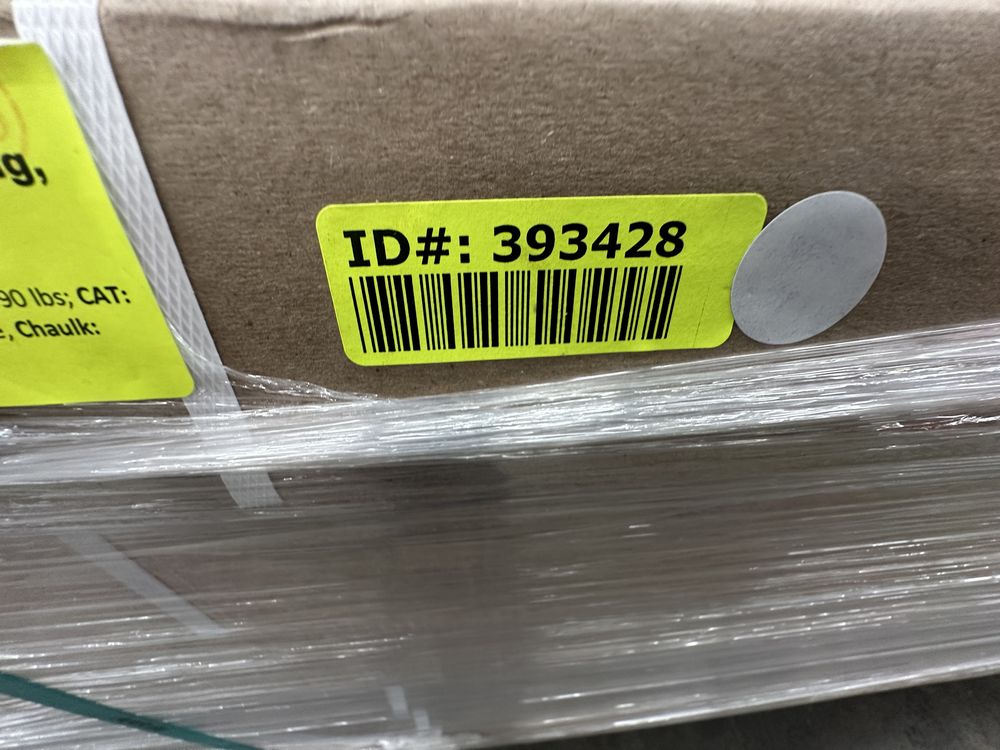 g,
90 lbs; CAT:
, Chaulk:
ID#: 393428